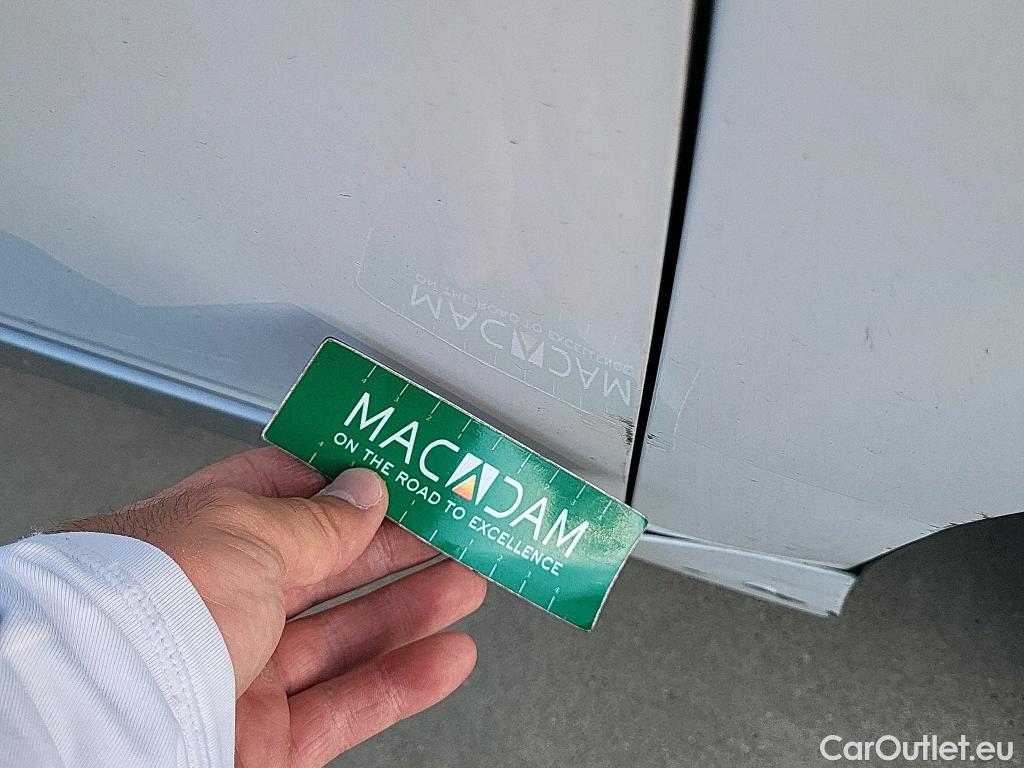 MACADAM
ON THE ROAD TO EXCELLENCE
CarOutlet.eu